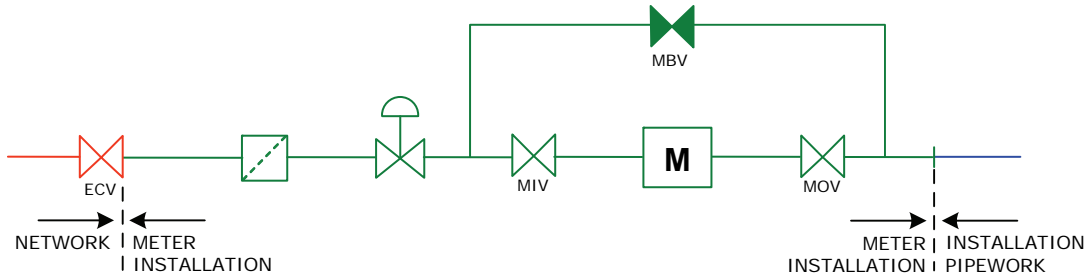 MBV
M
ECV
MIV
MOV
NETWORK
METER
INSTALLATION
METER
INSTALLATION
INSTALLATION
PIPEWORK